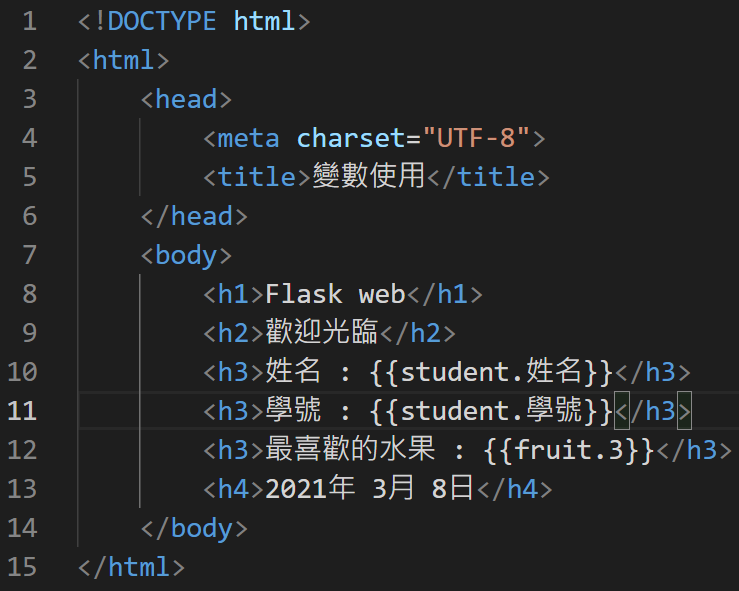 1 <!DOCTYPE html>
2 <html>
3     <head>
4         <meta charset="UTF-8">
5         <title>變數使用</title>
6     </head>
7     <body>
8         <h1>Flask web</h1>
9         <h2>歡迎光臨</h2>
10         <h3>姓名 : {{student.姓名}}</h3>
11         <h3>學號 : {{student.學號}}</h3>
12         <h3>最喜歡的水果 : {{fruit.3}}</h3>
13         <h4>2021年 3月 8日</h4>
14     </body>
15 </html>